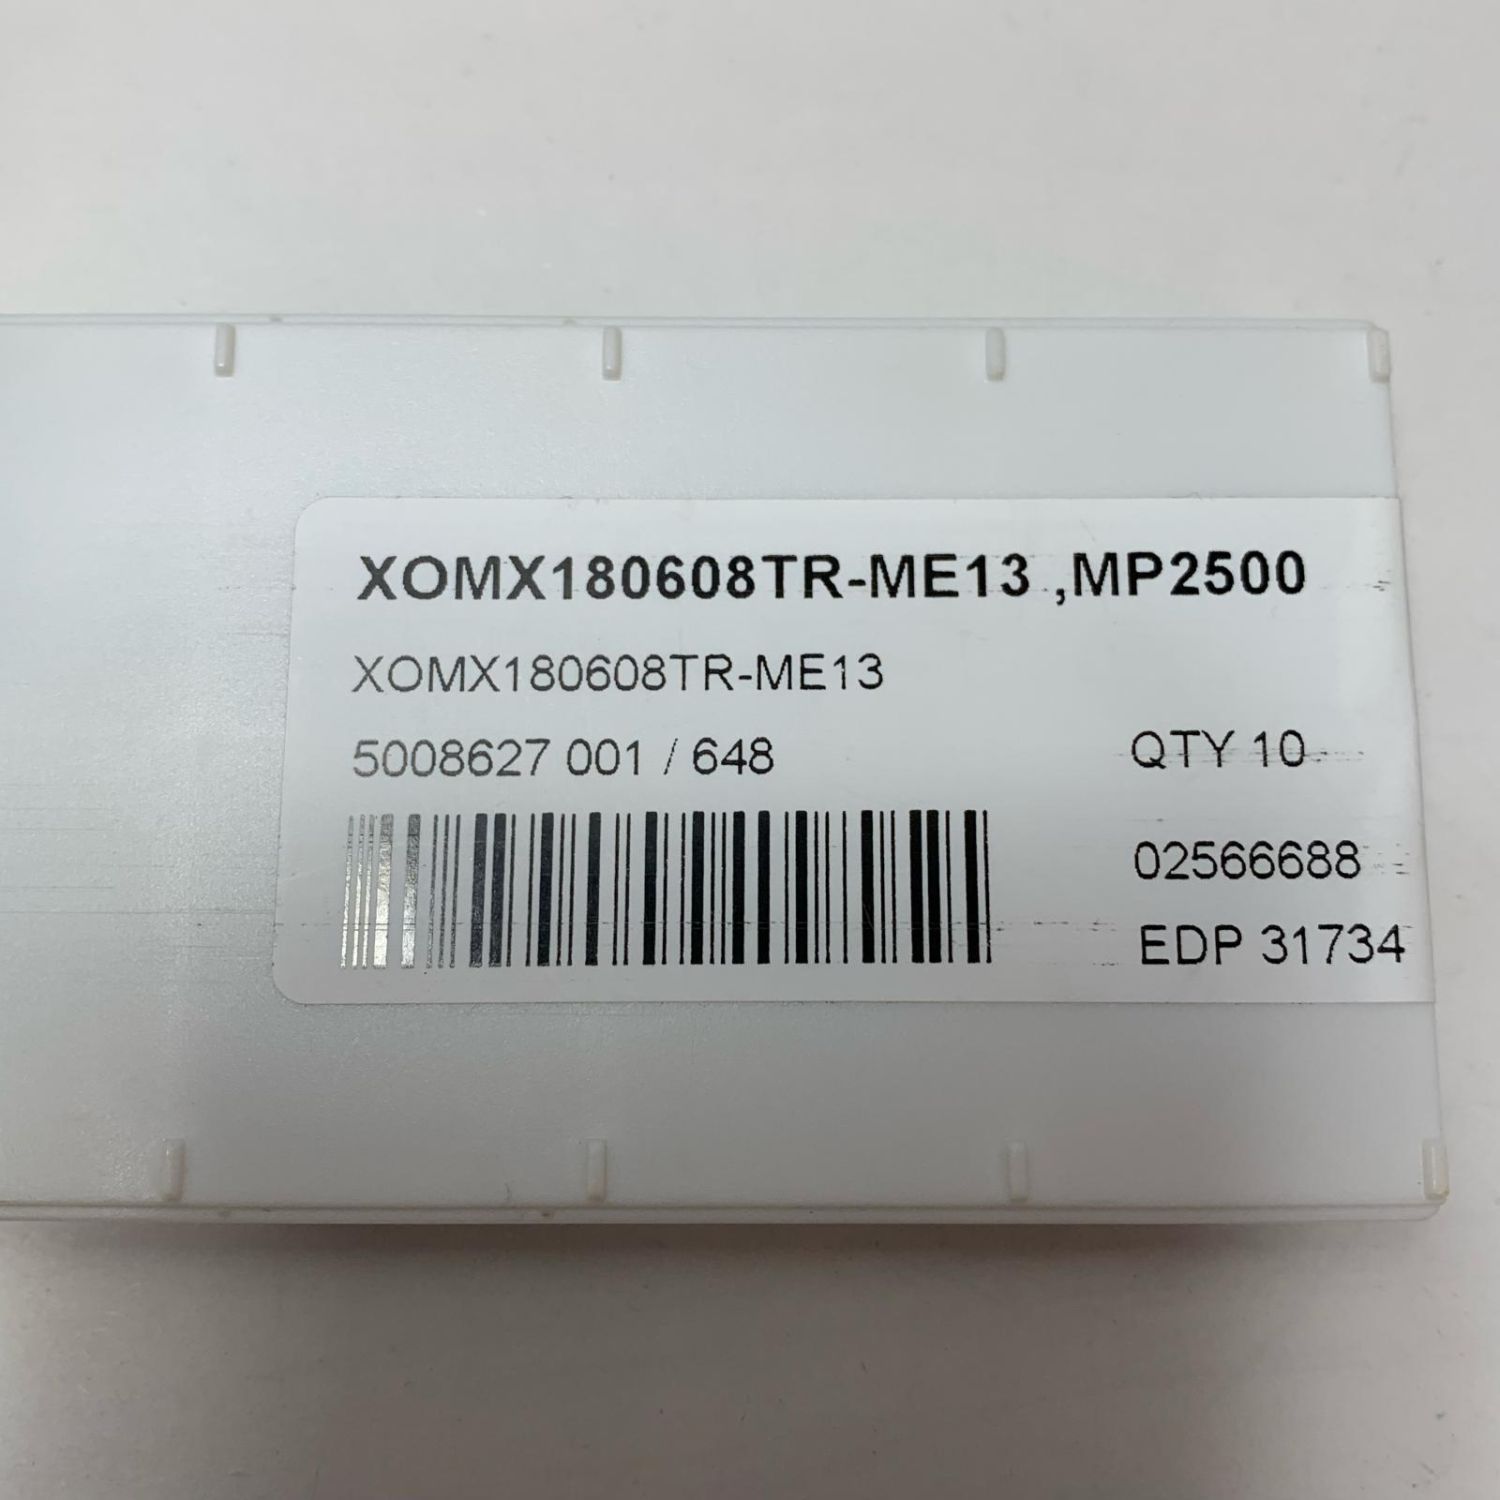 XOMX180608TR-ME13 ,MP2500
XOMX180608TR-ME13
5008627 001 / 648
QTY 10
02566688
EDP 31734